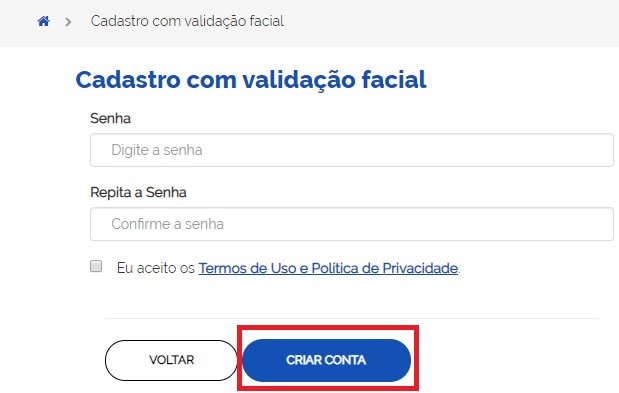 Cadastro com validação facial
Cadastro com validação facial
Senha
Digite a senha
Repita a Senha
Confirme a senha
Eu aceito os Termos de Uso e Política de Privacidade.
VOLTAR CRIAR CONTA